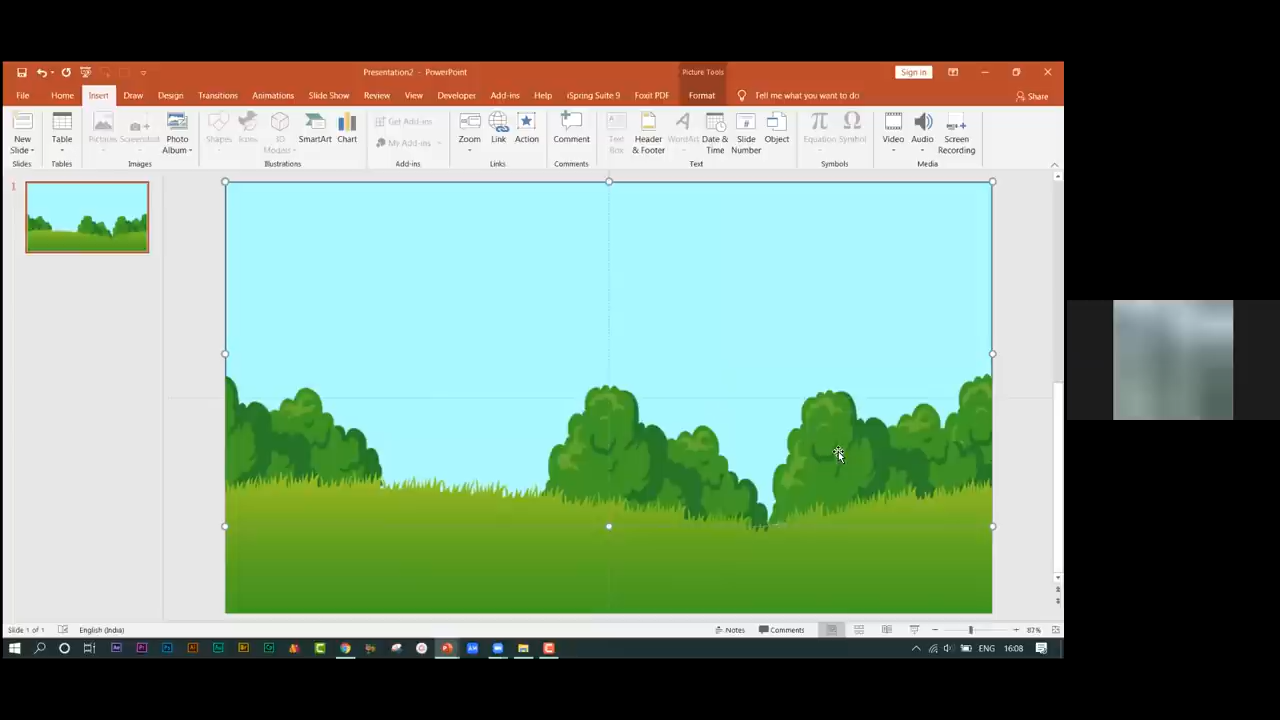 Presentation2 - PowerPoint
Picture Tools
Sign in
File Home Insert Draw Design Transitions Animations Slide Show Review View Developer Add-ins Help iSpring Suite 9 Foxit PDF Format Tell me what you want to do Share
New Slide Table Pictures Screenshot Photo Album Shapes Icons 3D Models SmartArt Chart Get Add-ins My Add-ins Zoom Link Action Comment Text Box Header & Footer WordArt Date & Time Slide Number Object Equation Symbol Video Audio Screen Recording
Slides Tables Images Illustrations Add-ins Links Comments Text Symbols Media
1
Slide 1 of 1 English (India) Notes Comments 87%
ENG 16:08